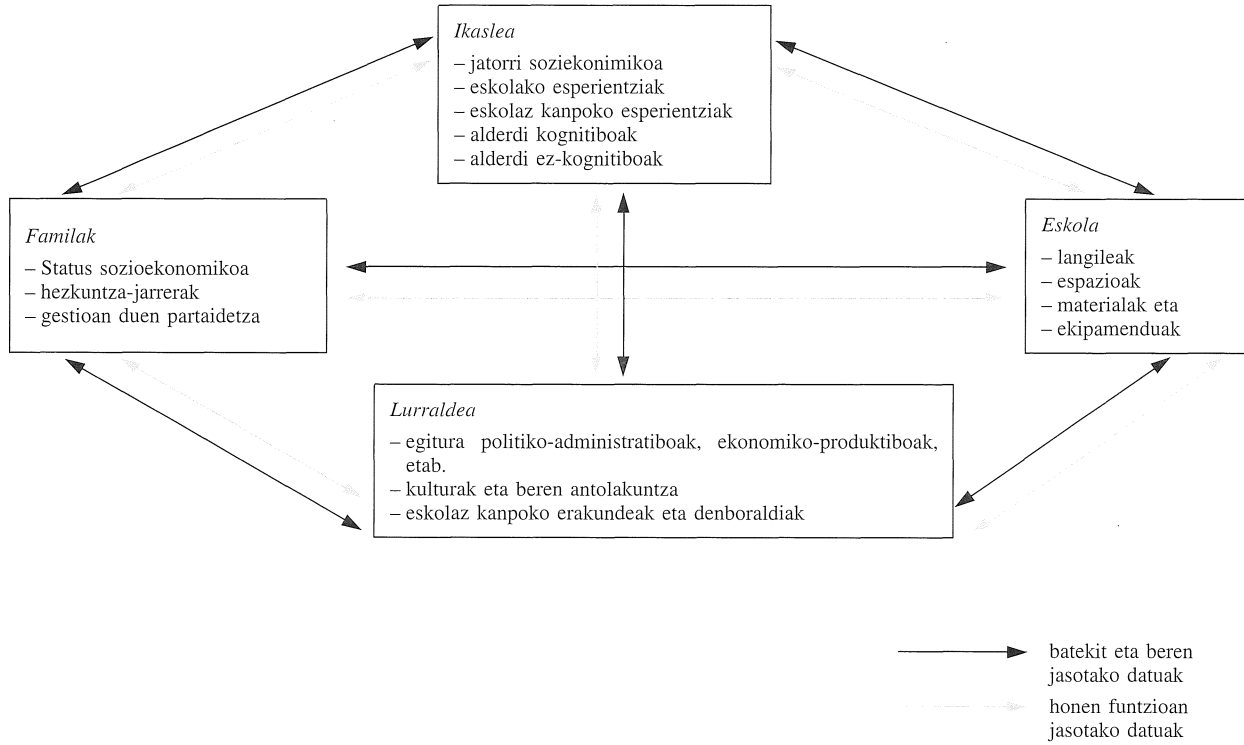 Ikaslea
– jatorri soziekonimikoa
– eskolako esperientziak
– eskolaz kanpoko esperientziak
– alderdi kognitiboak
– alderdi ez-kognitiboak
Familak
– Status sozioekonomikoa
– hezkuntza-jarrerak
– gestioan duen partaidetza
Eskola
– langileak
– espazioak
– materialak eta
– ekipamenduak
Lurraldea
– egitura politiko-administratiboak, ekonomiko-produktiboak,
etab.
– kulturak eta beren antolakuntza
– eskolaz kanpoko erakundeak eta denboraldiak
batekit eta beren
jasotako datuak
honen funtzioan
jasotako datuak